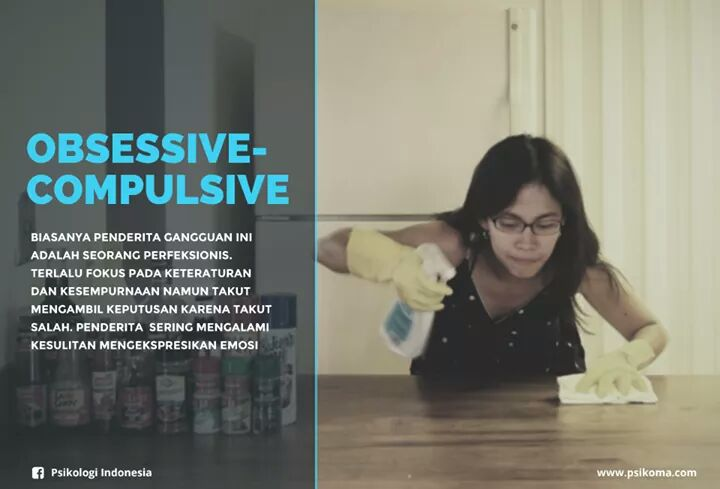 OBSESSIVE-
COMPULSIVE
BIASANYA PENDERITA GANGGUAN INI
ADALAH SEORANG PERFEKSIONIS.
TERLALU FOKUS PADA KETERATURAN
DAN KESEMPURNAAN NAMUN TAKUT
MENGAMBIL KEPUTUSAN KARENA TAKUT
SALAH. PENDERITA SERING MENGALAMI
KESULITAN MENGEKSPRESIKAN EMOSI
Psikologi Indonesia
www.psikoma.com